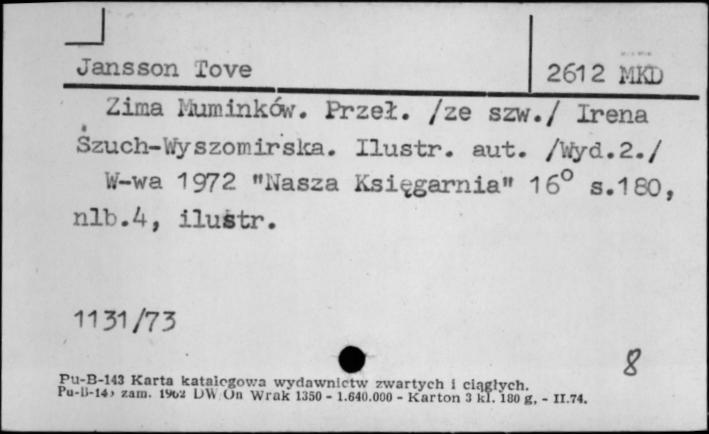 Jansson Tove
2612 MKD
Zima Muminków. Przeł. /ze szw./ Irena
Szuch-Wyszomirska. Ilustr. aut. /Wyd.2./
W-wa 1972 "Nasza Księgarnia" 16° s.180,
nlb.4, ilustr.
1131/73
8
Pu-B-143 Karta katalogowa wydawnictw zwartych i ciągłych.
zam. 1962 DW On Wrak 1350 - 1.640.000 - Karton 3 kl. 180 g. - II.74.